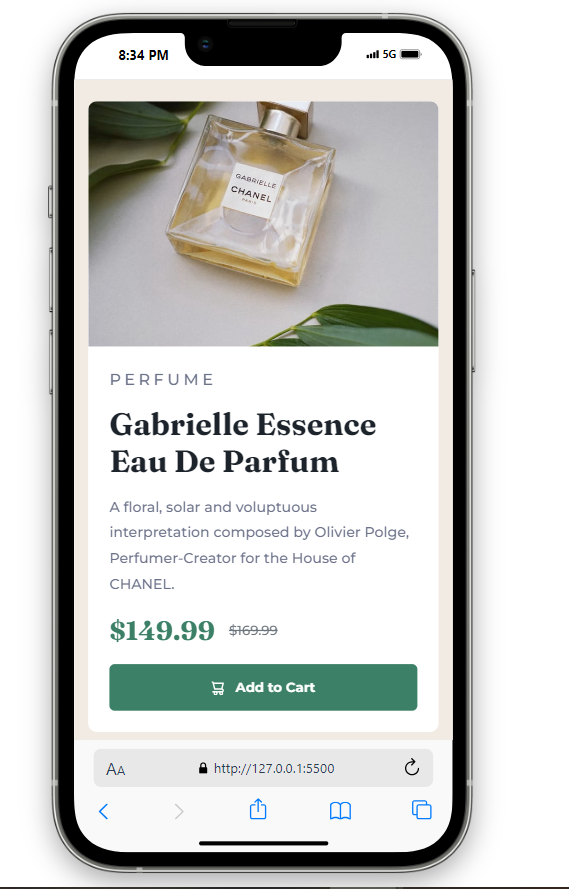 8:34 PM
5G
GABRIELLE
CHANEL
PARIS
PERFUME
Gabrielle Essence
Eau De Parfum
A floral, solar and voluptuous
interpretation composed by Olivier Polge,
Perfumer-Creator for the House of
CHANEL.
$149.99 $169.99
Add to Cart
AA http://127.0.0.1:5500